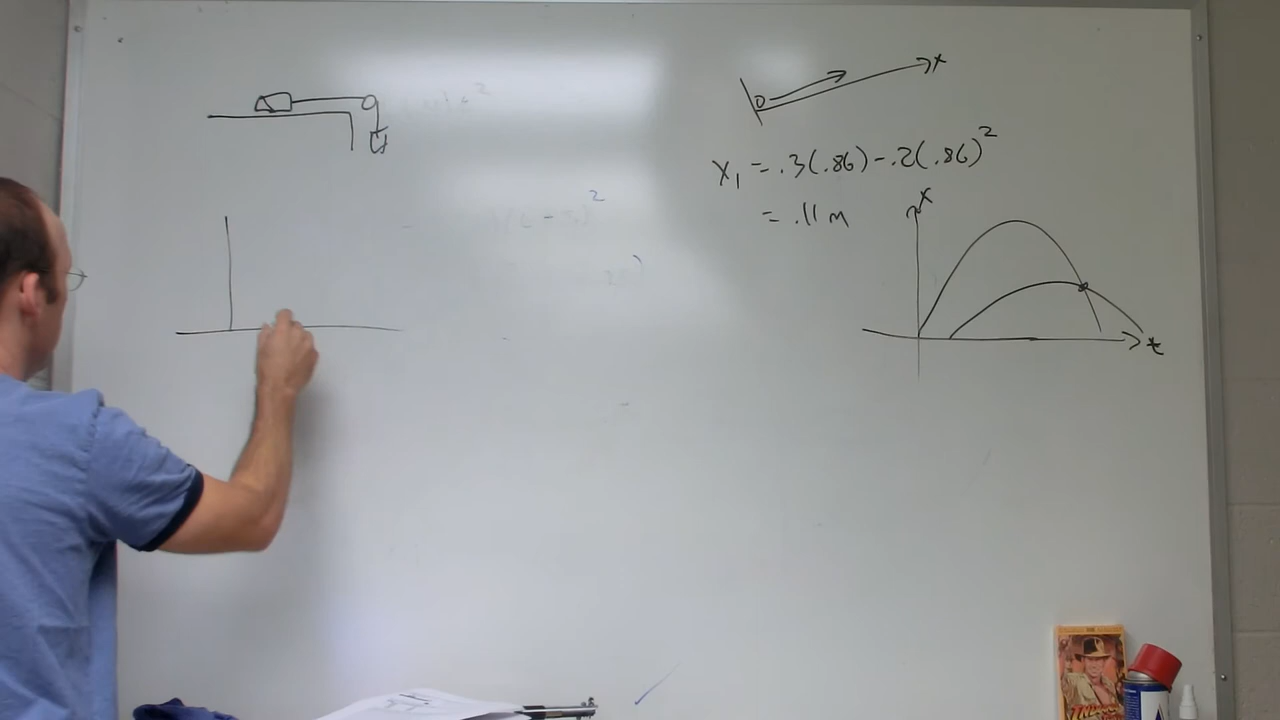 x
x₁ = .3(.86) - .2(.86)²
= .11 m
x
t